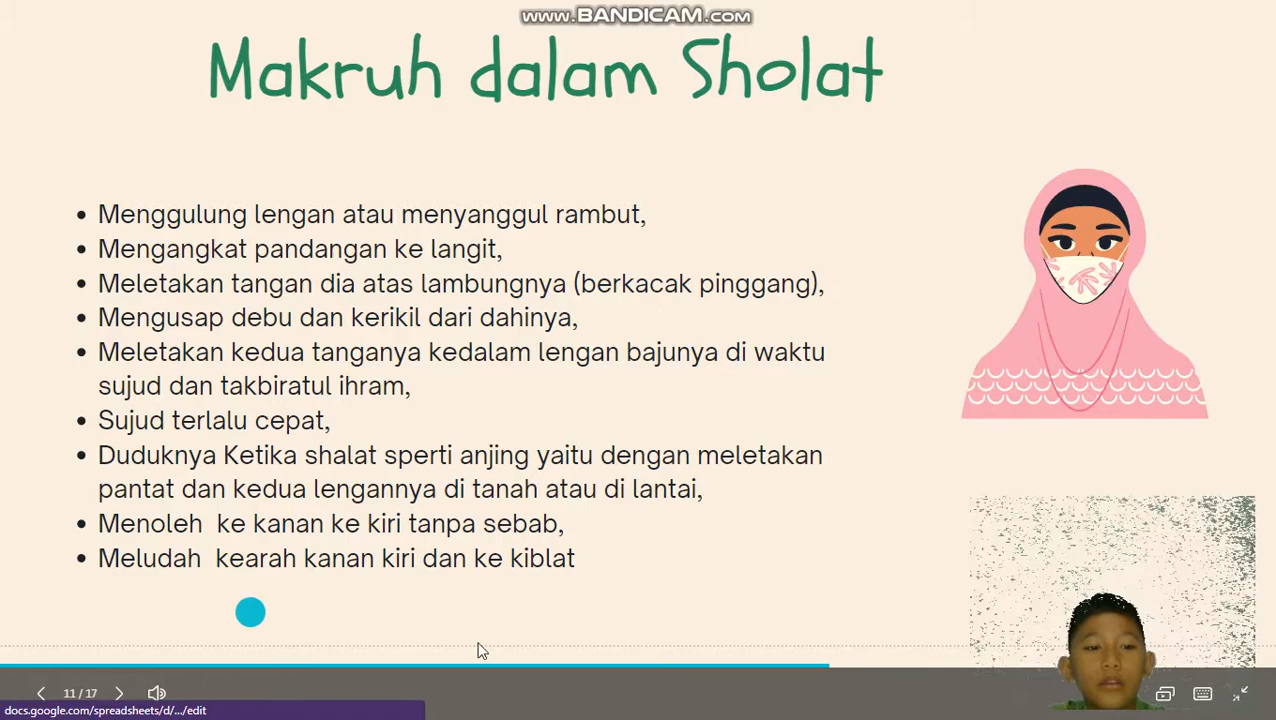 www.BANDICAM.com
Makruh dalam Sholat
• Menggulung lengan atau menyanggul rambut,
• Mengangkat pandangan ke langit,
• Meletakan tangan dia atas lambungnya (berkacak pinggang),
• Mengusap debu dan kerikil dari dahinya,
• Meletakan kedua tanganya kedalam lengan bajunya di waktu
sujud dan takbiratul ihram,
• Sujud terlalu cepat,
• Duduknya Ketika shalat sperti anjing yaitu dengan meletakan
pantat dan kedua lengannya di tanah atau di lantai,
• Menoleh ke kanan ke kiri tanpa sebab,
• Meludah kearah kanan kiri dan ke kiblat
11 / 17
docs.google.com/spreadsheets/d/.../edit